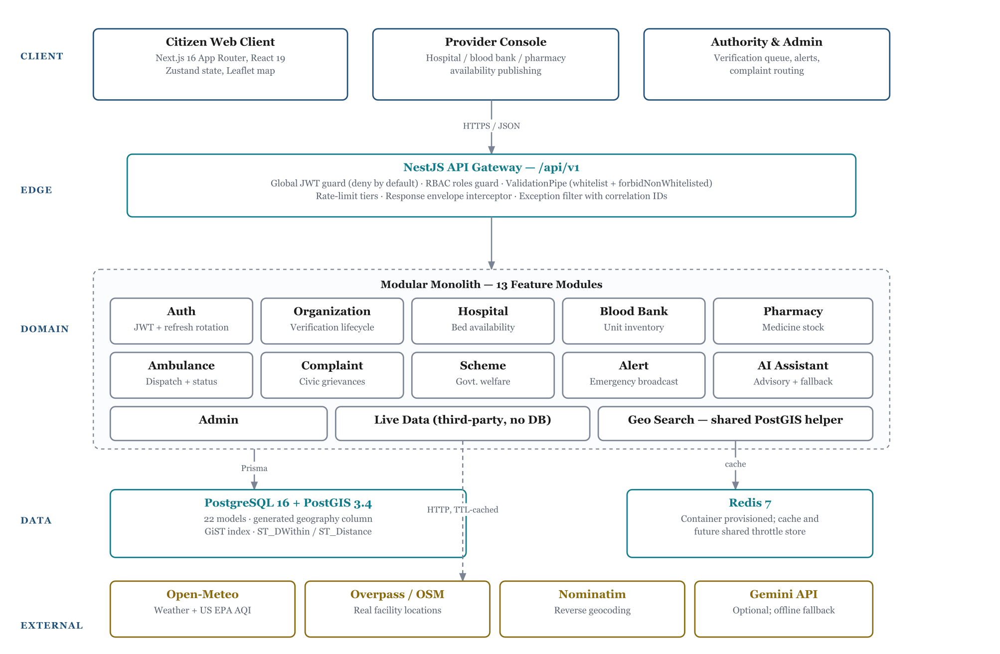 CLIENT
Citizen Web Client
Next.js 16 App Router, React 19
Zustand state, Leaflet map
Provider Console
Hospital / blood bank / pharmacy
availability publishing
Authority & Admin
Verification queue, alerts,
complaint routing
HTTPS / JSON
EDGE
NestJS API Gateway — /api/v1
Global JWT guard (deny by default) · RBAC roles guard · ValidationPipe (whitelist + forbidNonWhitelisted)
Rate-limit tiers · Response envelope interceptor · Exception filter with correlation IDs
DOMAIN
Modular Monolith — 13 Feature Modules
Auth
JWT + refresh rotation
Organization
Verification lifecycle
Hospital
Bed availability
Blood Bank
Unit inventory
Pharmacy
Medicine stock
Ambulance
Dispatch + status
Complaint
Civic grievances
Scheme
Govt. welfare
Alert
Emergency broadcast
AI Assistant
Advisory + fallback
Admin
Live Data (third-party, no DB)
Geo Search — shared PostGIS helper
Prisma
cache
DATA
PostgreSQL 16 + PostGIS 3.4
22 models · generated geography column
GiST index · ST_DWithin / ST_Distance
HTTP, TTL-cached
Redis 7
Container provisioned; cache and
future shared throttle store
EXTERNAL
Open-Meteo
Weather + US EPA AQI
Overpass / OSM
Real facility locations
Nominatim
Reverse geocoding
Gemini API
Optional; offline fallback